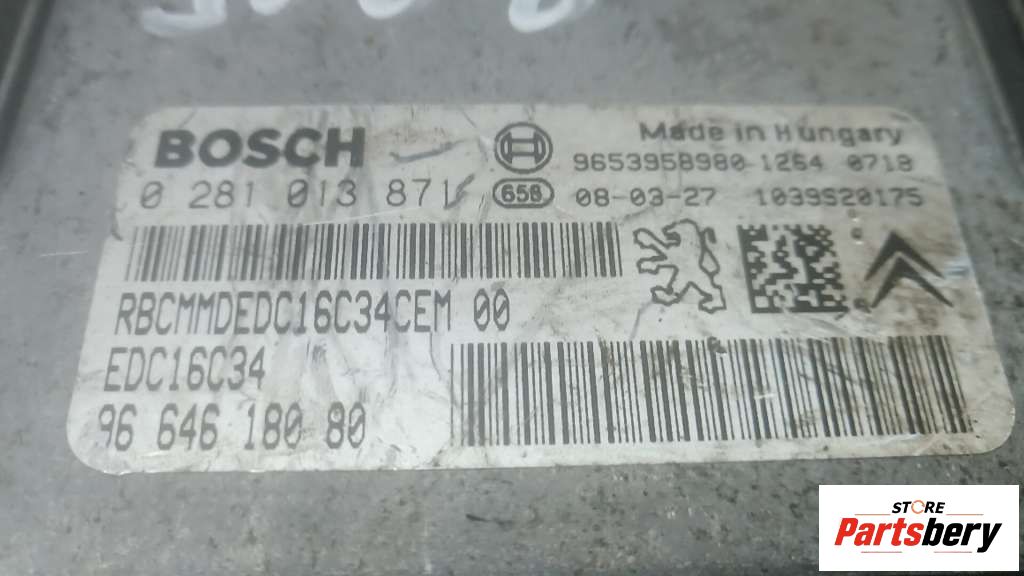 BOSCH
Made in Hungary
9653958980 1264 0718
0 281 013 871
658
08-03-27 1039S20175
RBCMMDEDC16C34CEM 00
EDC16C34
96 646 180 80
STORE
Partsbery